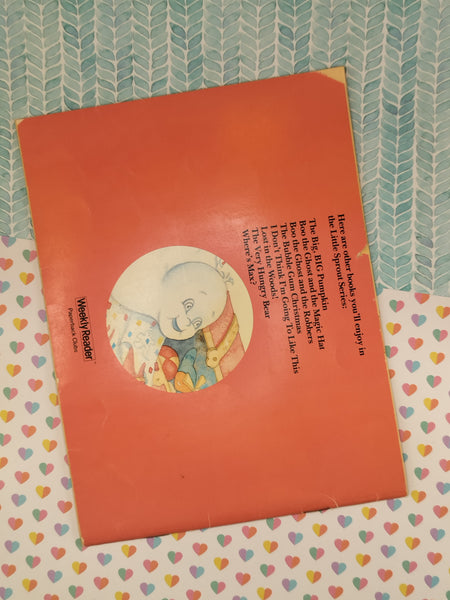 Here are other books you'll enjoy in
the Little Sprout Series:
The Big, BIG Pumpkin
Boo the Ghost and the Magic Hat
Boo the Ghost and the Robbers
The Bubble Gum Christmas
I Don't Think I'm Going To Like This
Lost in the Woods!
The Very Hungry Bear
Where's Max?
Weekly Reader
Paperback Clubs